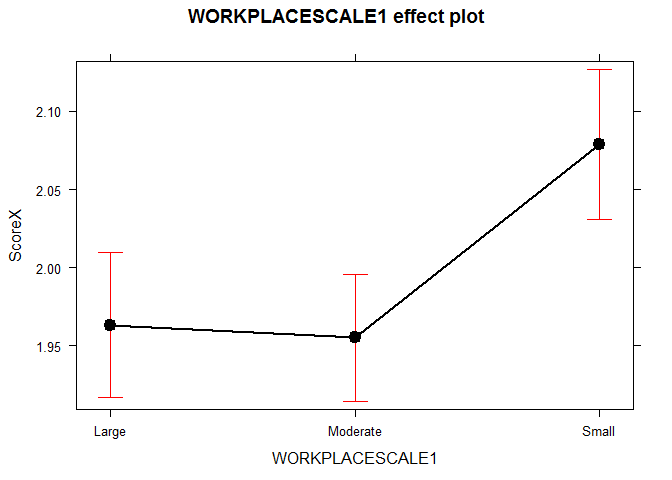 WORKPLACESCALE1 effect plot
2.10
2.05
2.00
1.95
ScoreX
Large Moderate Small
WORKPLACESCALE1